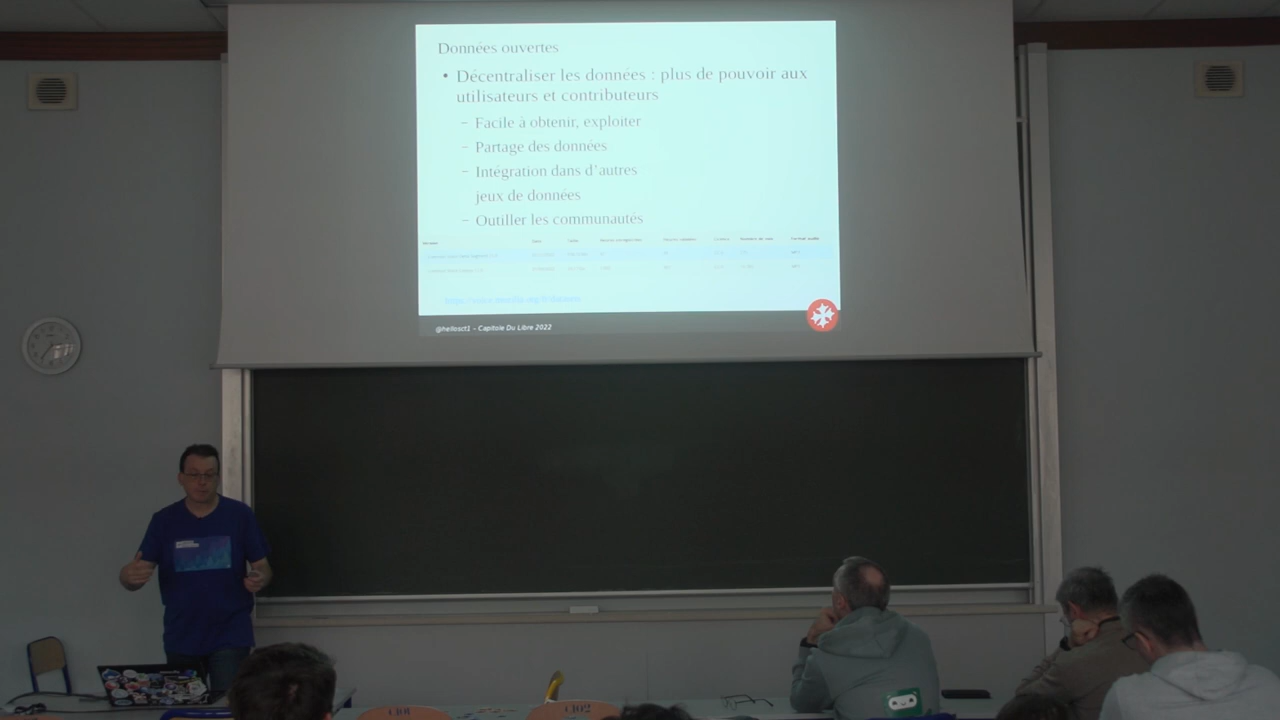 Données ouvertes
• Décentraliser les données : plus de pouvoir aux
utilisateurs et contributeurs
– Facile à obtenir, exploiter
– Partage des données
– Intégration dans d’autres
jeux de données
– Outiller les communautés
@hellosct1 – Capitole Du Libre 2022